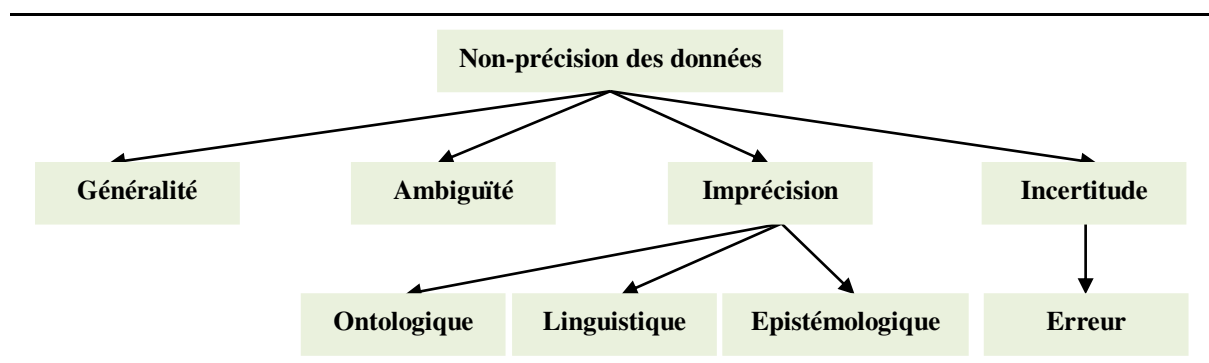 Non-précision des données
Généralité
Ambiguïté
Imprécision
Incertitude
Ontologique
Linguistique
Epistémologique
Erreur